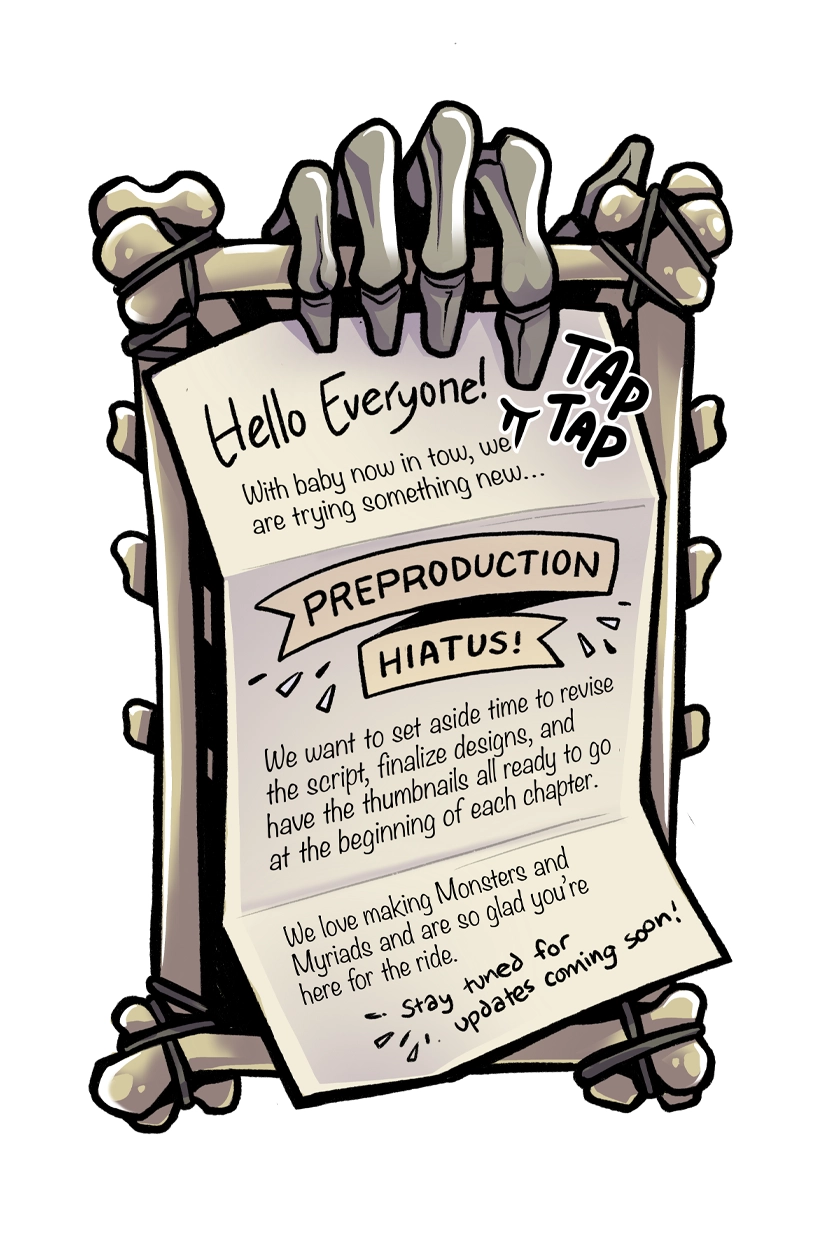 Hello Everyone!
TAP
TAP
With baby now in tow, we
are trying something new...
PREPRODUCTION
HIATUS!
We want to set aside time to revise
the script, finalize designs, and
have the thumbnails all ready to go
at the beginning of each chapter.
We love making Monsters and
Myriads and are so glad you're
here for the ride.
Stay tuned for
updates coming soon!